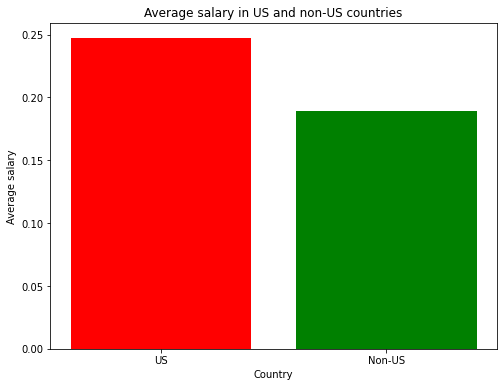 Average salary in US and non-US countries
Average salary
0.25
0.20
0.15
0.10
0.05
0.00
US Non-US
Country